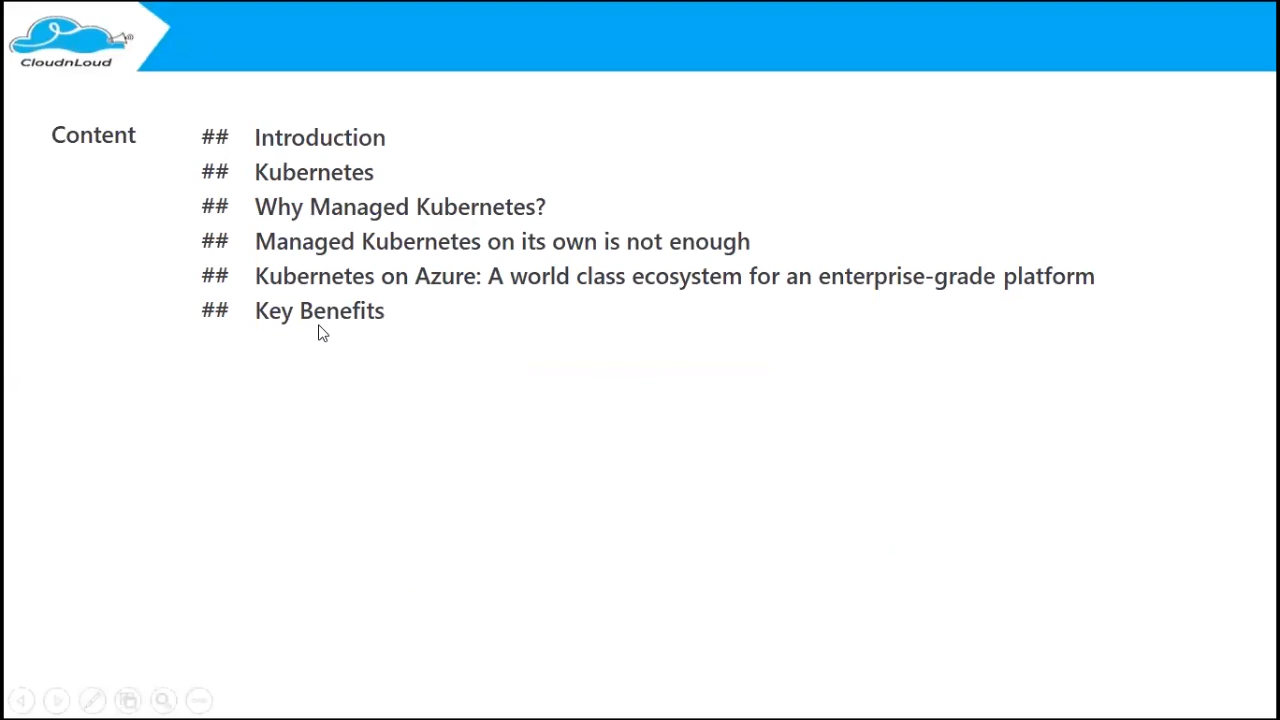 CloudnLoud
Content
## Introduction
## Kubernetes
## Why Managed Kubernetes?
## Managed Kubernetes on its own is not enough
## Kubernetes on Azure: A world class ecosystem for an enterprise-grade platform
## Key Benefits